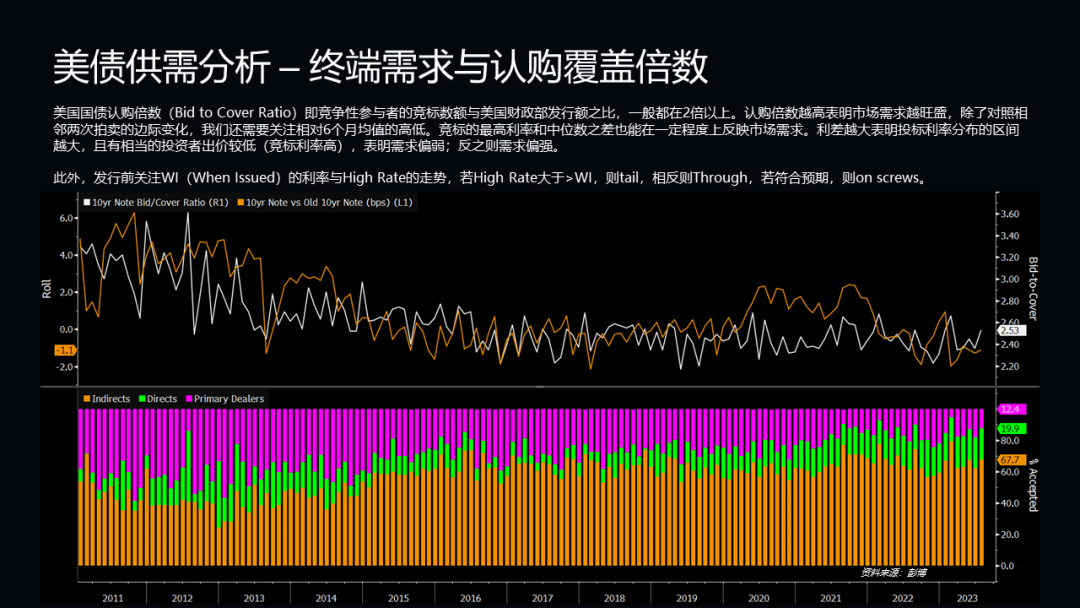 美债供需分析 – 终端需求与认购覆盖倍数
美国国债认购倍数（Bid to Cover Ratio）即竞争性参与者的竞标数额与美国财政部发行额之比，一般都在2倍以上。认购倍数越高表明市场需求越旺盛，除了对照相
邻两次拍卖的边际变化，我们还需要关注相对6个月均值的高低。竞标的最高利率和中位数之差也能在一定程度上反映市场需求。利差越大表明投标利率分布的区间
越大，且有相当的投资者出价较低（竞标利率高），表明需求偏弱；反之则需求偏强。
此外，发行前关注WI（When Issued）的利率与High Rate的走势，若High Rate大于>WI，则tail，相反则Through，若符合预期，则on screws。
10yr Note Bid/Cover Ratio (R1) 10yr Note vs Old 10yr Note (bps) (L1)
6.0
4.0
2.0
0.0
-1.1
-2.0
Roll
3.60
3.40
3.20
3.00
2.80
2.60
2.53
2.40
2.20
Bid-to-Cover
Indirects Directs Primary Dealers
12.4
19.9
80.0
67.7
60.0
40.0
20.0
0.0
% Accepted
资料来源：彭博
2011 2012 2013 2014 2015 2016 2017 2018 2019 2020 2021 2022 2023